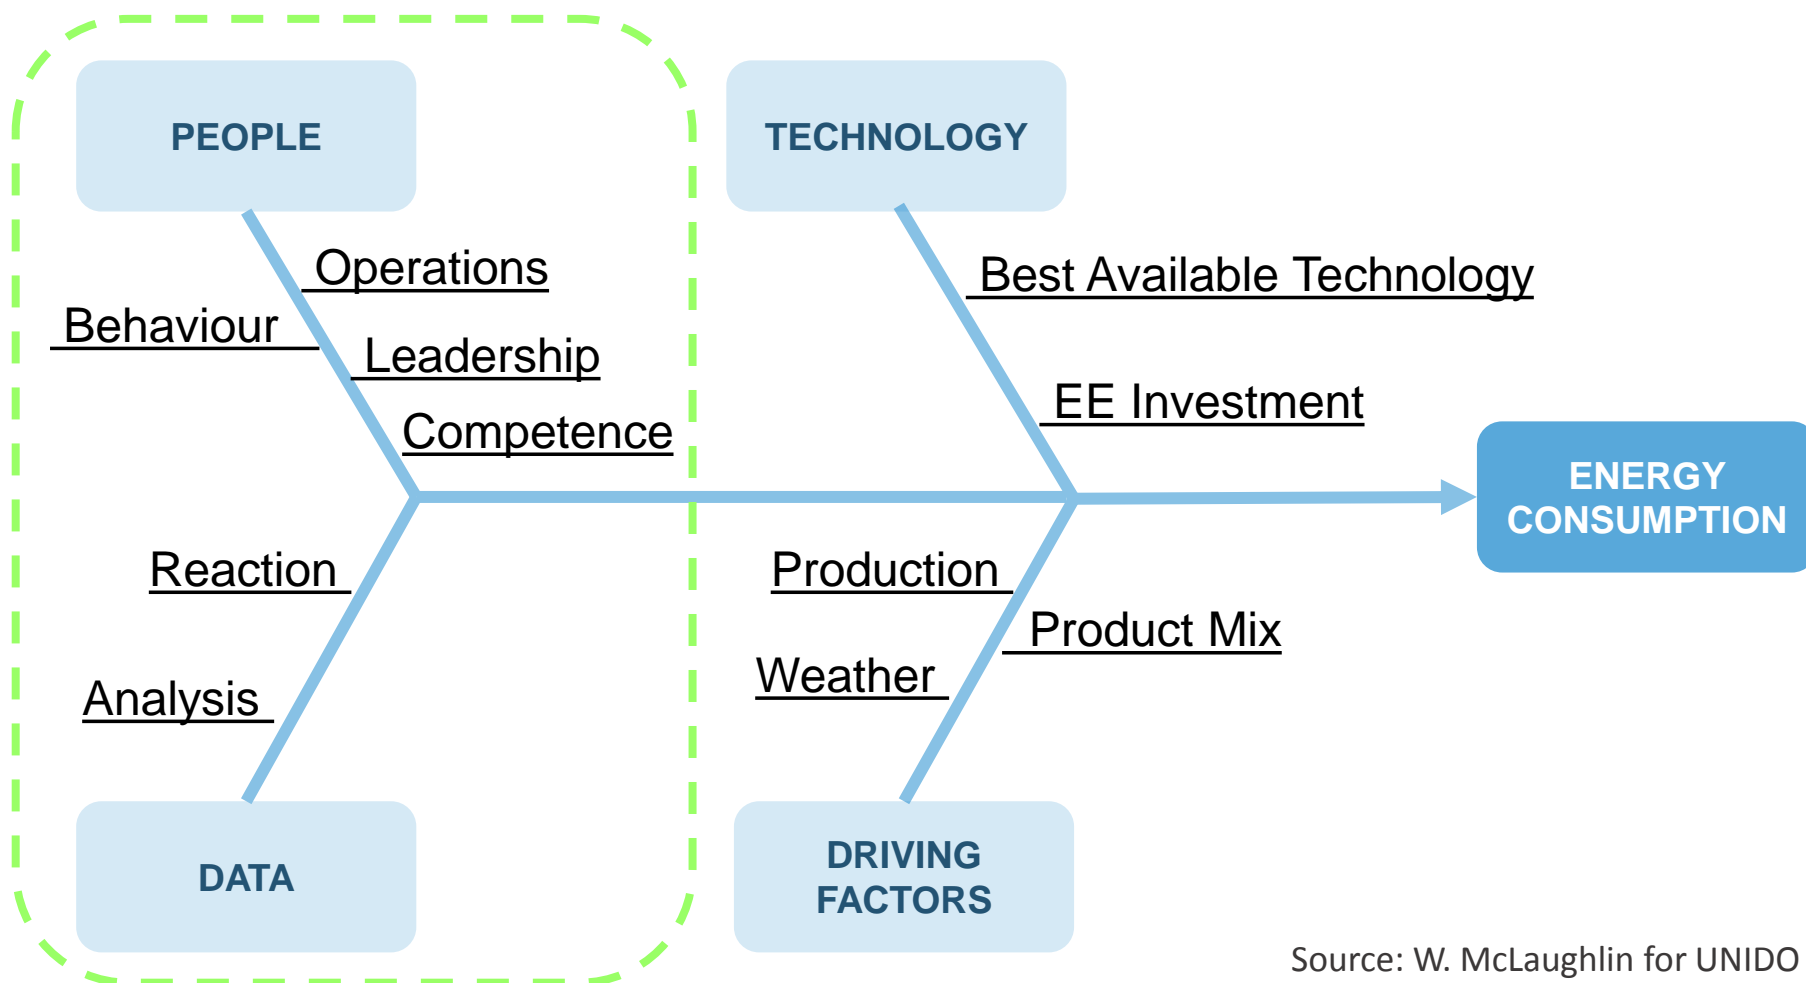 PEOPLE
TECHNOLOGY
Operations
Behaviour
Leadership
Competence
Best Available Technology
EE Investment
ENERGY
CONSUMPTION
Reaction
Analysis
Production
Product Mix
Weather
DATA
DRIVING
FACTORS
Source: W. McLaughlin for UNIDO